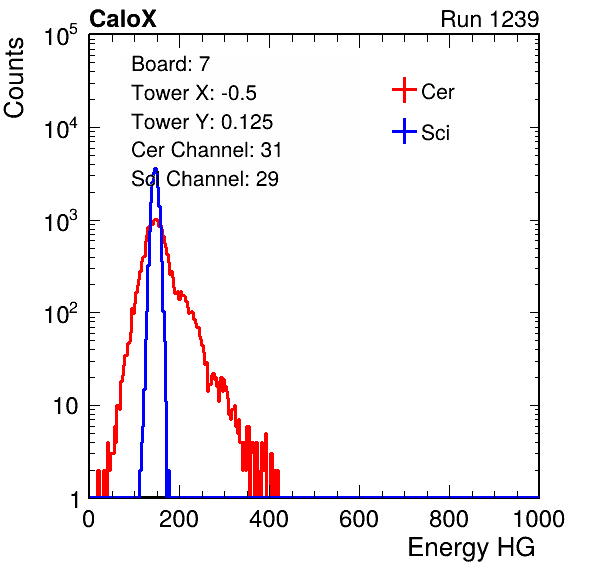 CaloX Run 1239
Counts
10^5
10^4
10^3
10^2
10
1
Board: 7
Tower X: -0.5
Tower Y: 0.125
Cer Channel: 31
Sci Channel: 29
Cer
Sci
0 200 400 600 800 1000
Energy HG